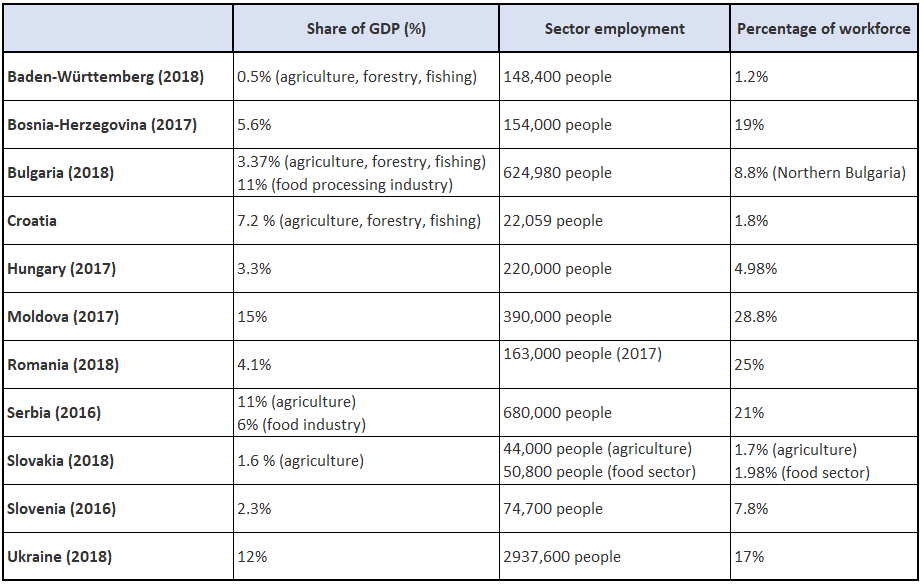 Share of GDP (%) Sector employment Percentage of workforce
Baden-Württemberg (2018) 0.5% (agriculture, forestry, fishing) 148,400 people 1.2%
Bosnia-Herzegovina (2017) 5.6% 154,000 people 19%
Bulgaria (2018) 3.37% (agriculture, forestry, fishing) 624,980 people 8.8% (Northern Bulgaria)
11% (food processing industry)
Croatia 7.2 % (agriculture, forestry, fishing) 22,059 people 1.8%
Hungary (2017) 3.3% 220,000 people 4.98%
Moldova (2017) 15% 390,000 people 28.8%
Romania (2018) 4.1% 163,000 people (2017) 25%
Serbia (2016) 11% (agriculture) 680,000 people 21%
6% (food industry)
Slovakia (2018) 1.6 % (agriculture) 44,000 people (agriculture) 1.7% (agriculture)
50,800 people (food sector) 1.98% (food sector)
Slovenia (2016) 2.3% 74,700 people 7.8%
Ukraine (2018) 12% 2937,600 people 17%